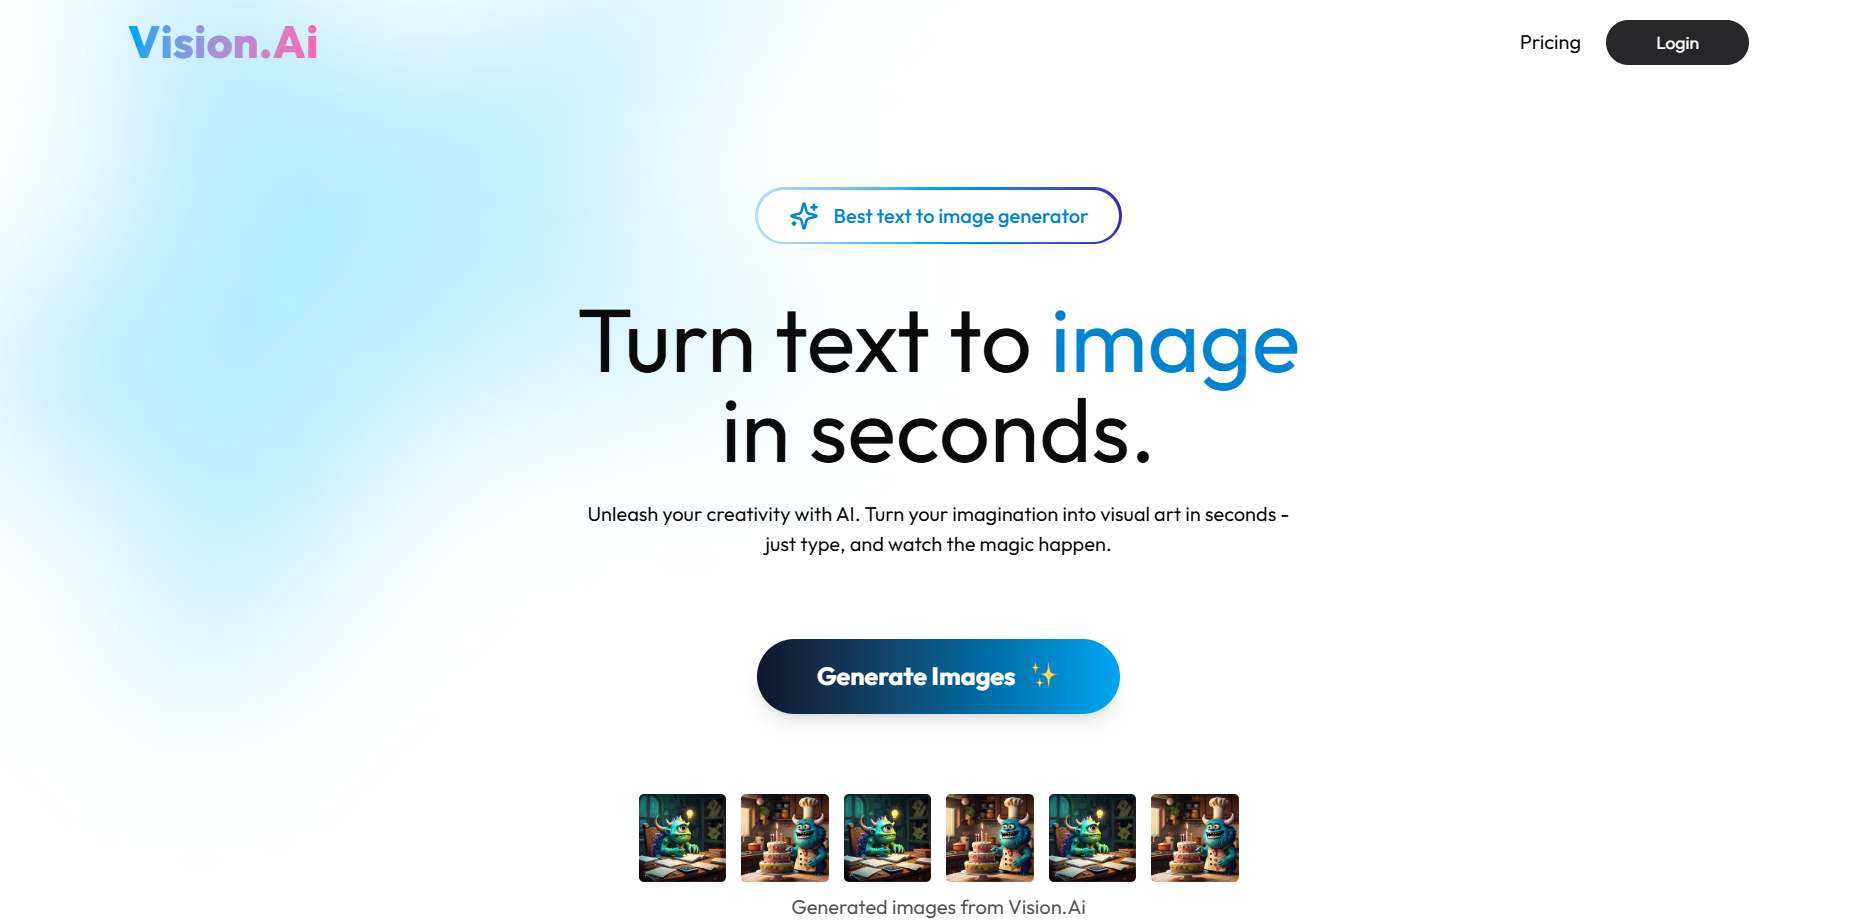 Vision.Ai
Pricing
Login
Best text to image generator
Turn text to image
in seconds.
Unleash your creativity with AI. Turn your imagination into visual art in seconds -
just type, and watch the magic happen.
Generate Images ✨
Generated images from Vision.Ai